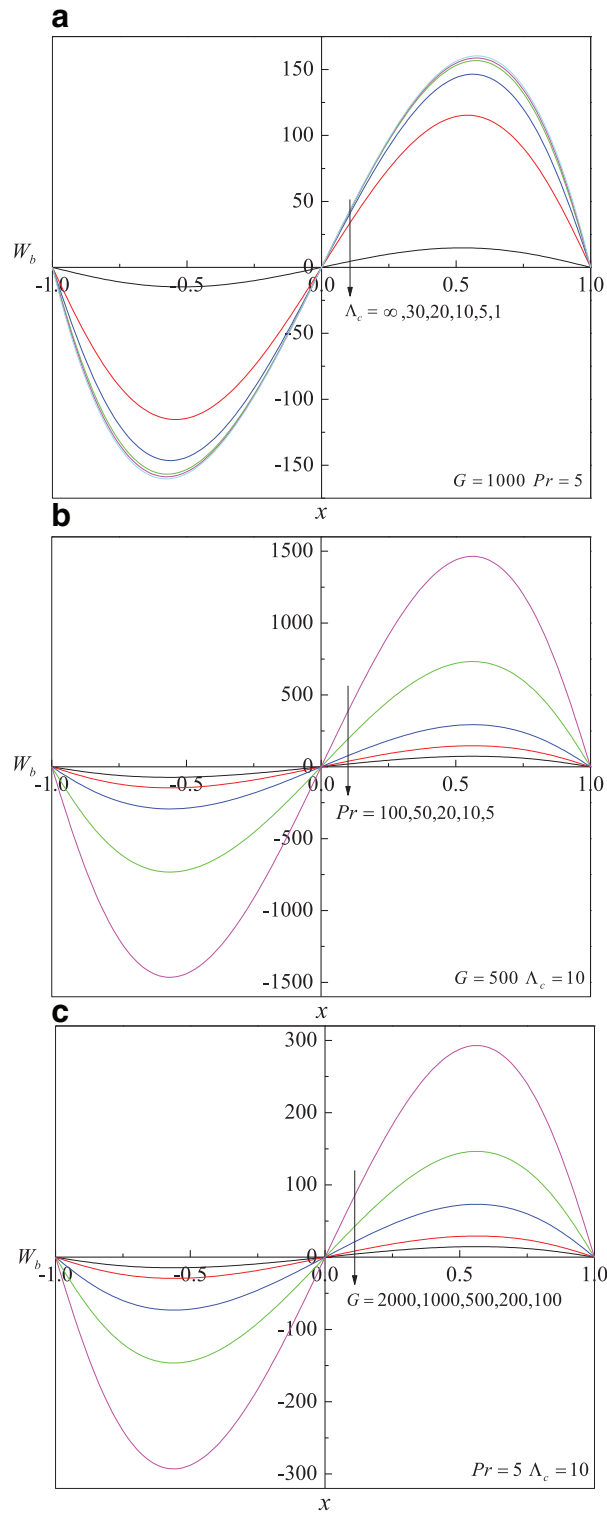 a
150
100
50
W_b
0
-1.0
-0.5
0.0
0.5
1.0
Λ_c = ∞ ,30,20,10,5,1
-50
-100
-150
G = 1000 Pr = 5
x
b
1500
1000
500
W_b
0
-1.0
-0.5
0.0
0.5
1.0
Pr = 100,50,20,10,5
-500
-1000
-1500
G = 500 Λ_c = 10
x
c
300
200
100
W_b
0
-1.0
-0.5
0.0
0.5
1.0
G = 2000,1000,500,200,100
-100
-200
-300
Pr = 5 Λ_c = 10
x